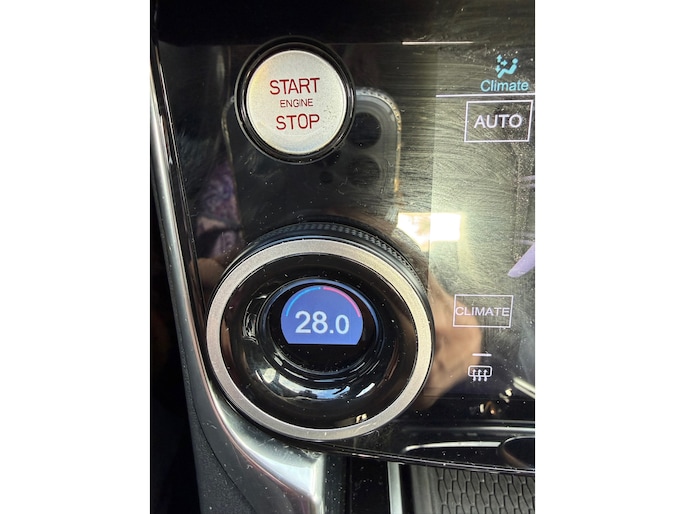 START
ENGINE
STOP
Climate
AUTO
28.0
CLIMATE